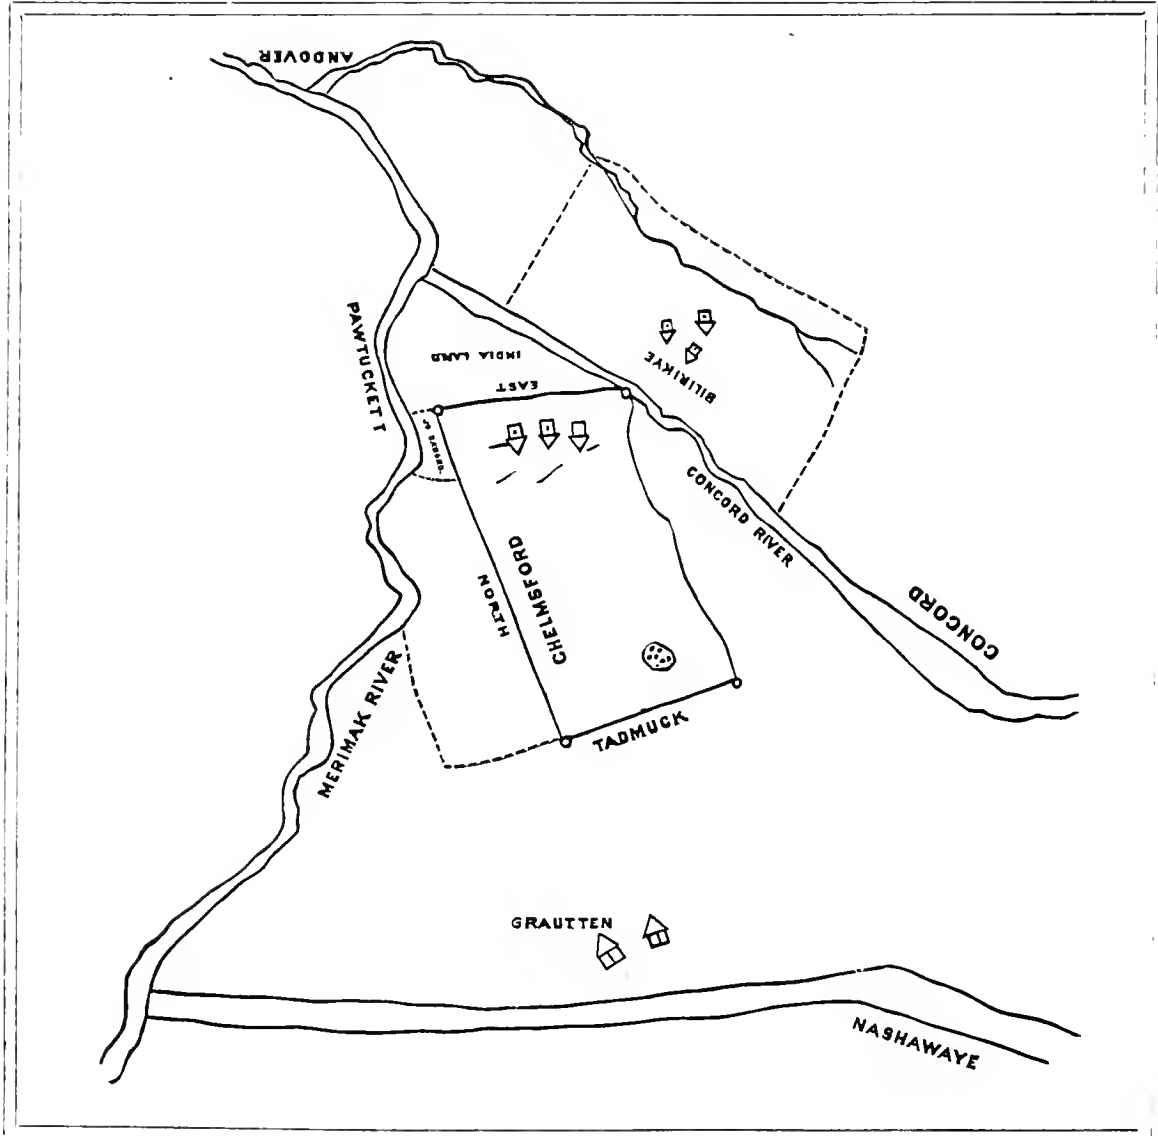 ANDOVER
PAWTUCKETT
INDIA LAND
EAST
BILIRIKYE
CONCORD RIVER
CONCORD
CHELMSFORD
NORTH
MERIMAK RIVER
TADMUCK
GRAUTTEN
NASHAWAYE